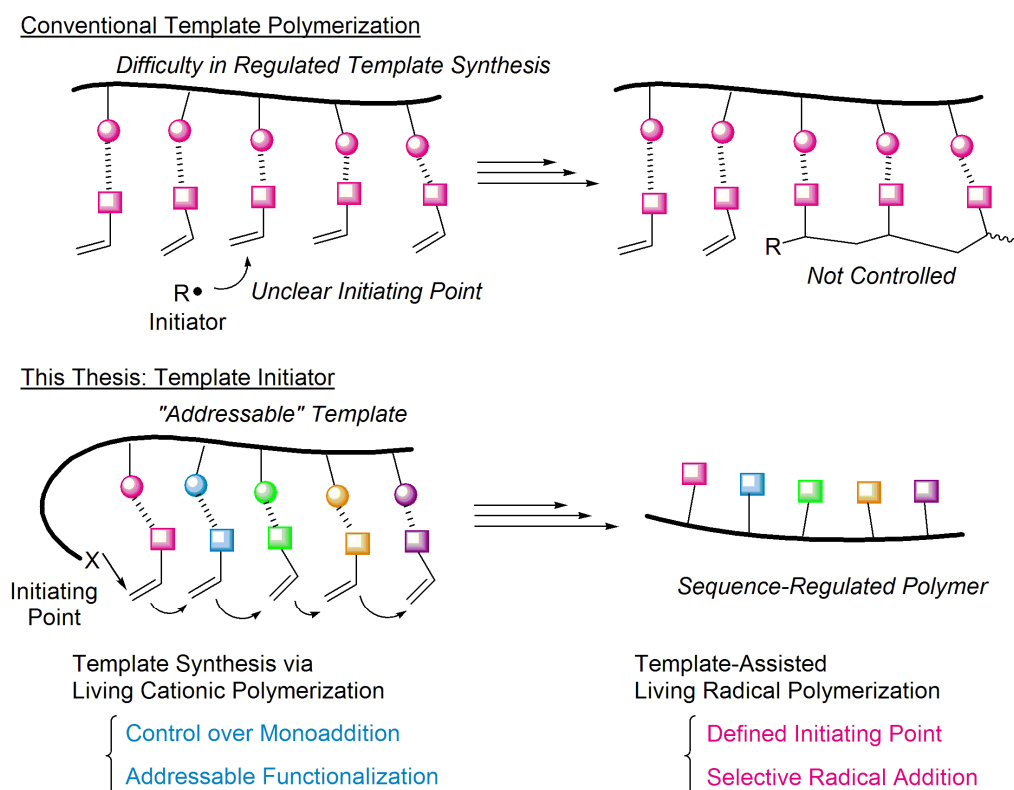 Conventional Template Polymerization
Difficulty in Regulated Template Synthesis
R•
Initiator
Unclear Initiating Point
R
Not Controlled
This Thesis: Template Initiator
"Addressable" Template
X
Initiating
Point
Sequence-Regulated Polymer
Template Synthesis via
Living Cationic Polymerization
Control over Monoaddition
Addressable Functionalization
Template-Assisted
Living Radical Polymerization
Defined Initiating Point
Selective Radical Addition